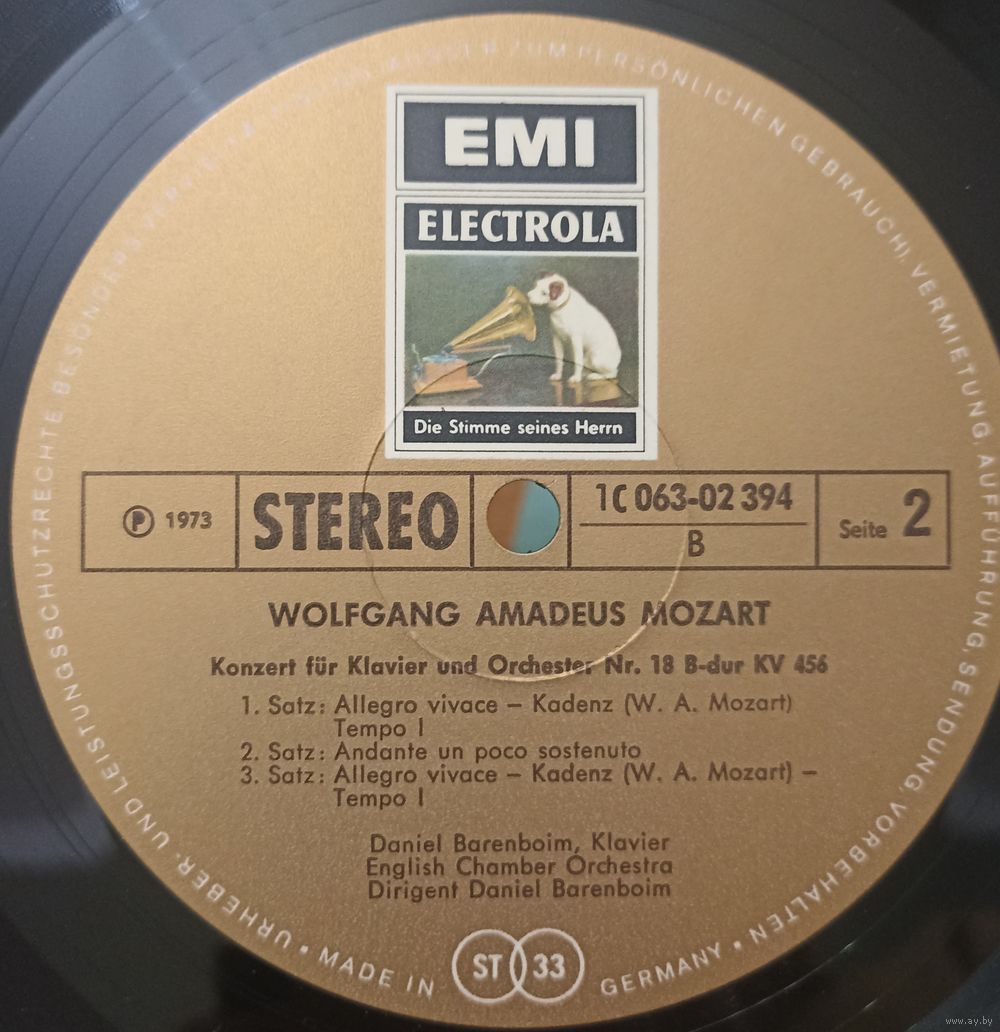 EMI
ELECTROLA
Die Stimme seines Herrn
Ⓟ 1973
STEREO
1C 063-02 394
B
Seite 2
WOLFGANG AMADEUS MOZART
Konzert für Klavier und Orchester Nr. 18 B-dur KV 456
1. Satz: Allegro vivace – Kadenz (W. A. Mozart)
Tempo I
2. Satz: Andante un poco sostenuto
3. Satz: Allegro vivace – Kadenz (W. A. Mozart) –
Tempo I
Daniel Barenboim, Klavier
English Chamber Orchestra
Dirigent Daniel Barenboim
ST 33
• MADE IN GERMANY •
URHEBER- UND LEISTUNGSSCHUTZRECHTE BESONDERS ZUM PERSÖNLICHEN GEBRAUCH), VERMIETUNG, AUFFÜHRUNG, SENDUNG, VORBEHALTEN
www.ay.by